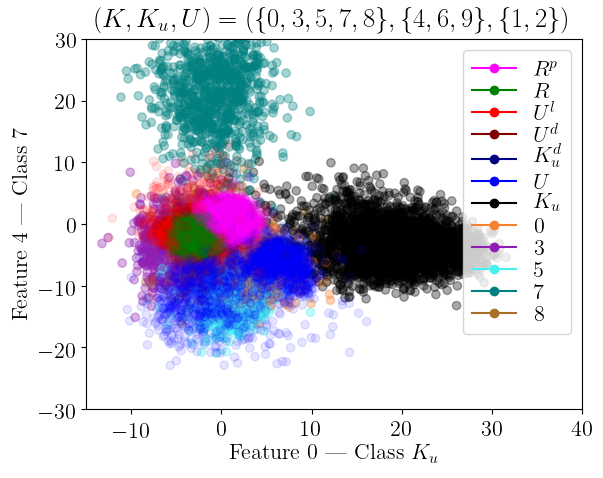 (K, K_u, U) = ({0, 3, 5, 7, 8}, {4, 6, 9}, {1, 2})
30
20
10
0
−10
−20
−30
Feature 4 — Class 7
−10
0
10
20
30
40
Feature 0 — Class K_u
R^p
R
U^l
U^d
K_u^d
U
K_u
0
3
5
7
8